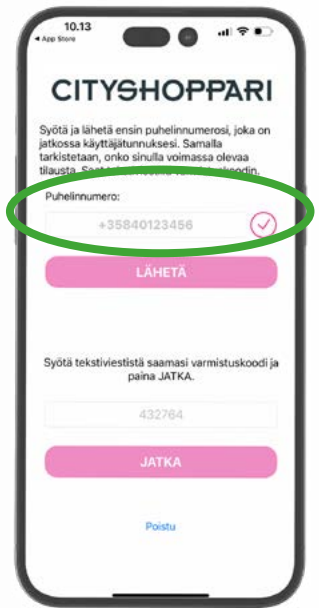 10.13
◀ App Store
CITYSHOPPARI
Syötä ja lähetä ensin puhelinnumerosi, joka on
jatkossa käyttäjätunnuksesi. Samalla
tarkistetaan, onko sinulla voimassa olevaa
tilausta.
Puhelinnumero:
+35840123456
LÄHETÄ
Syötä tekstiviestistä saamasi varmistuskoodi ja
paina JATKA.
432764
JATKA
Poistu